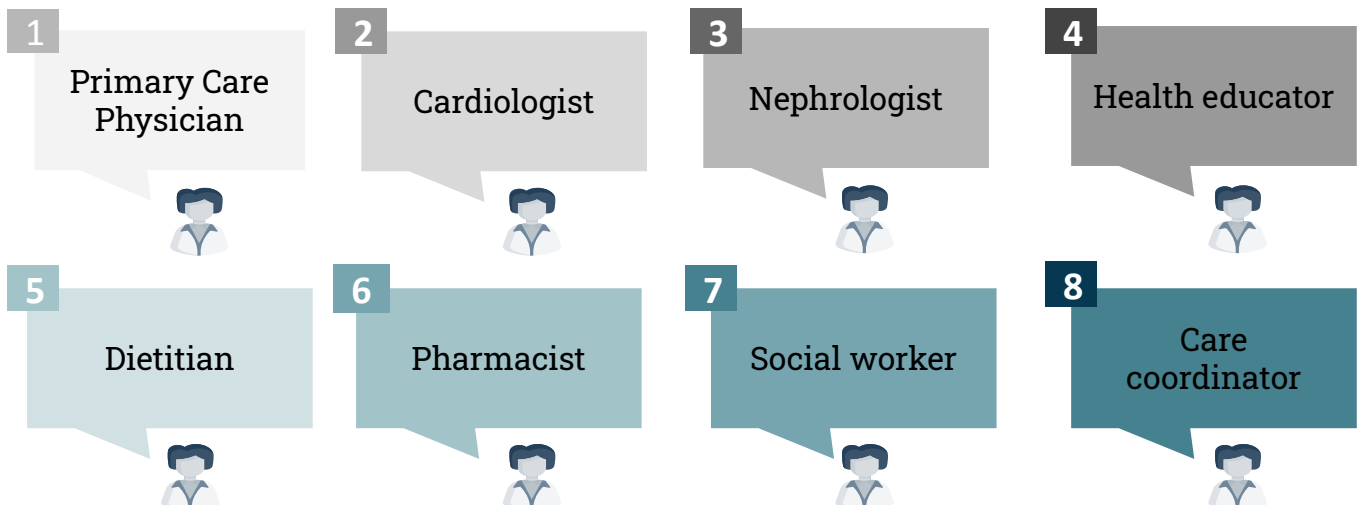 1
Primary Care
Physician
2
Cardiologist
3
Nephrologist
4
Health educator
5
Dietitian
6
Pharmacist
7
Social worker
8
Care
coordinator